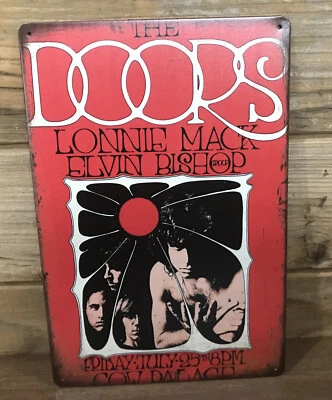 THE
DOORS
LONNIE MACK
ELVIN BISHOP GROUP
FRIDAY·JULY·25TH·8PM
COW PALACE